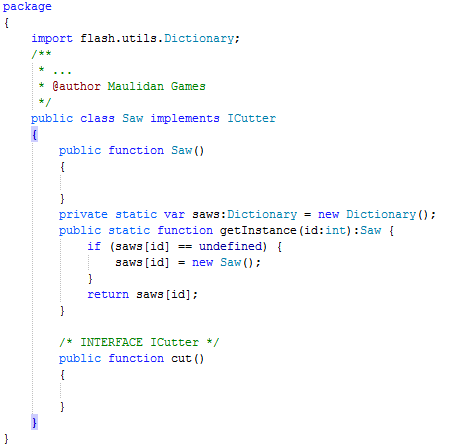 package
{
    import flash.utils.Dictionary;
    /**
     * ...
     * @author Maulidan Games
     */
    public class Saw implements ICutter
    {
        public function Saw()
        {

        }
        private static var saws:Dictionary = new Dictionary();
        public static function getInstance(id:int):Saw {
            if (saws[id] == undefined) {
                saws[id] = new Saw();
            }
            return saws[id];
        }

        /* INTERFACE ICutter */
        public function cut()
        {

        }
    }
}